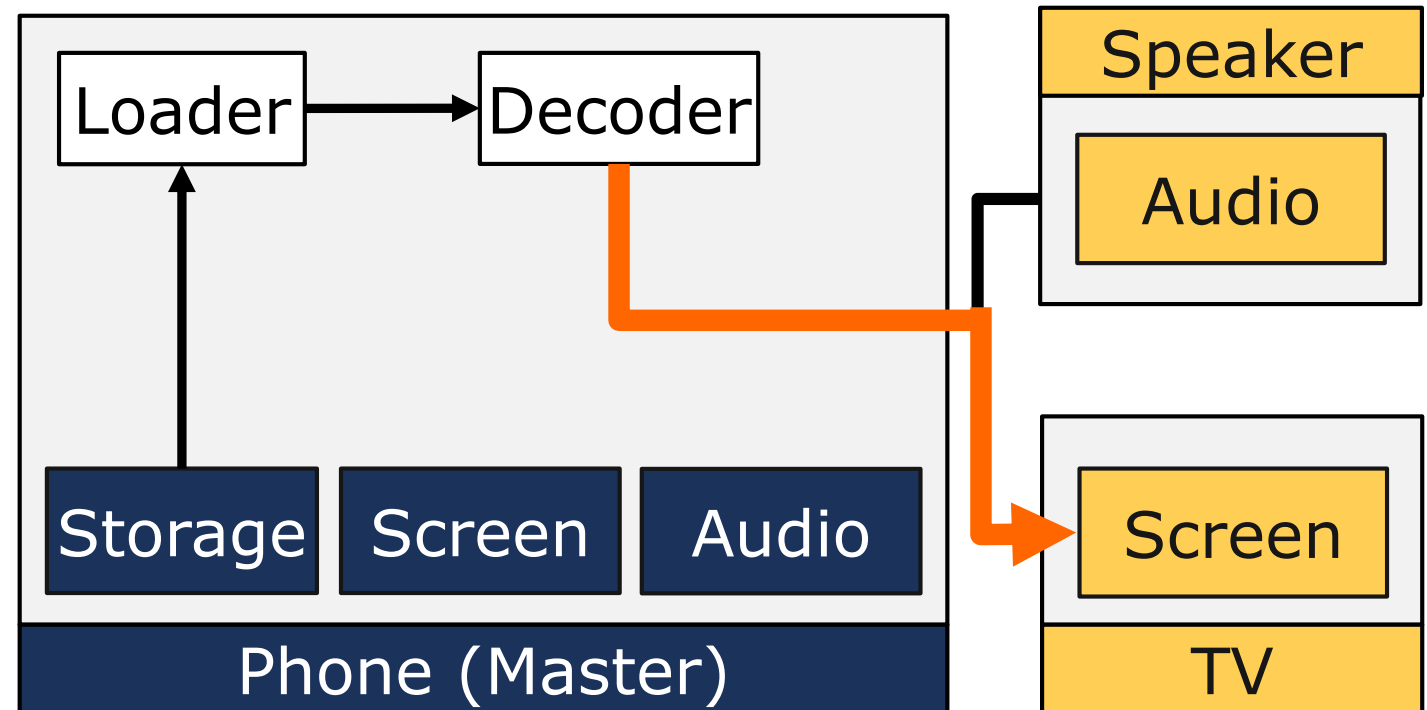 Loader
Decoder
Storage
Screen
Audio
Phone (Master)
Speaker
Audio
Screen
TV